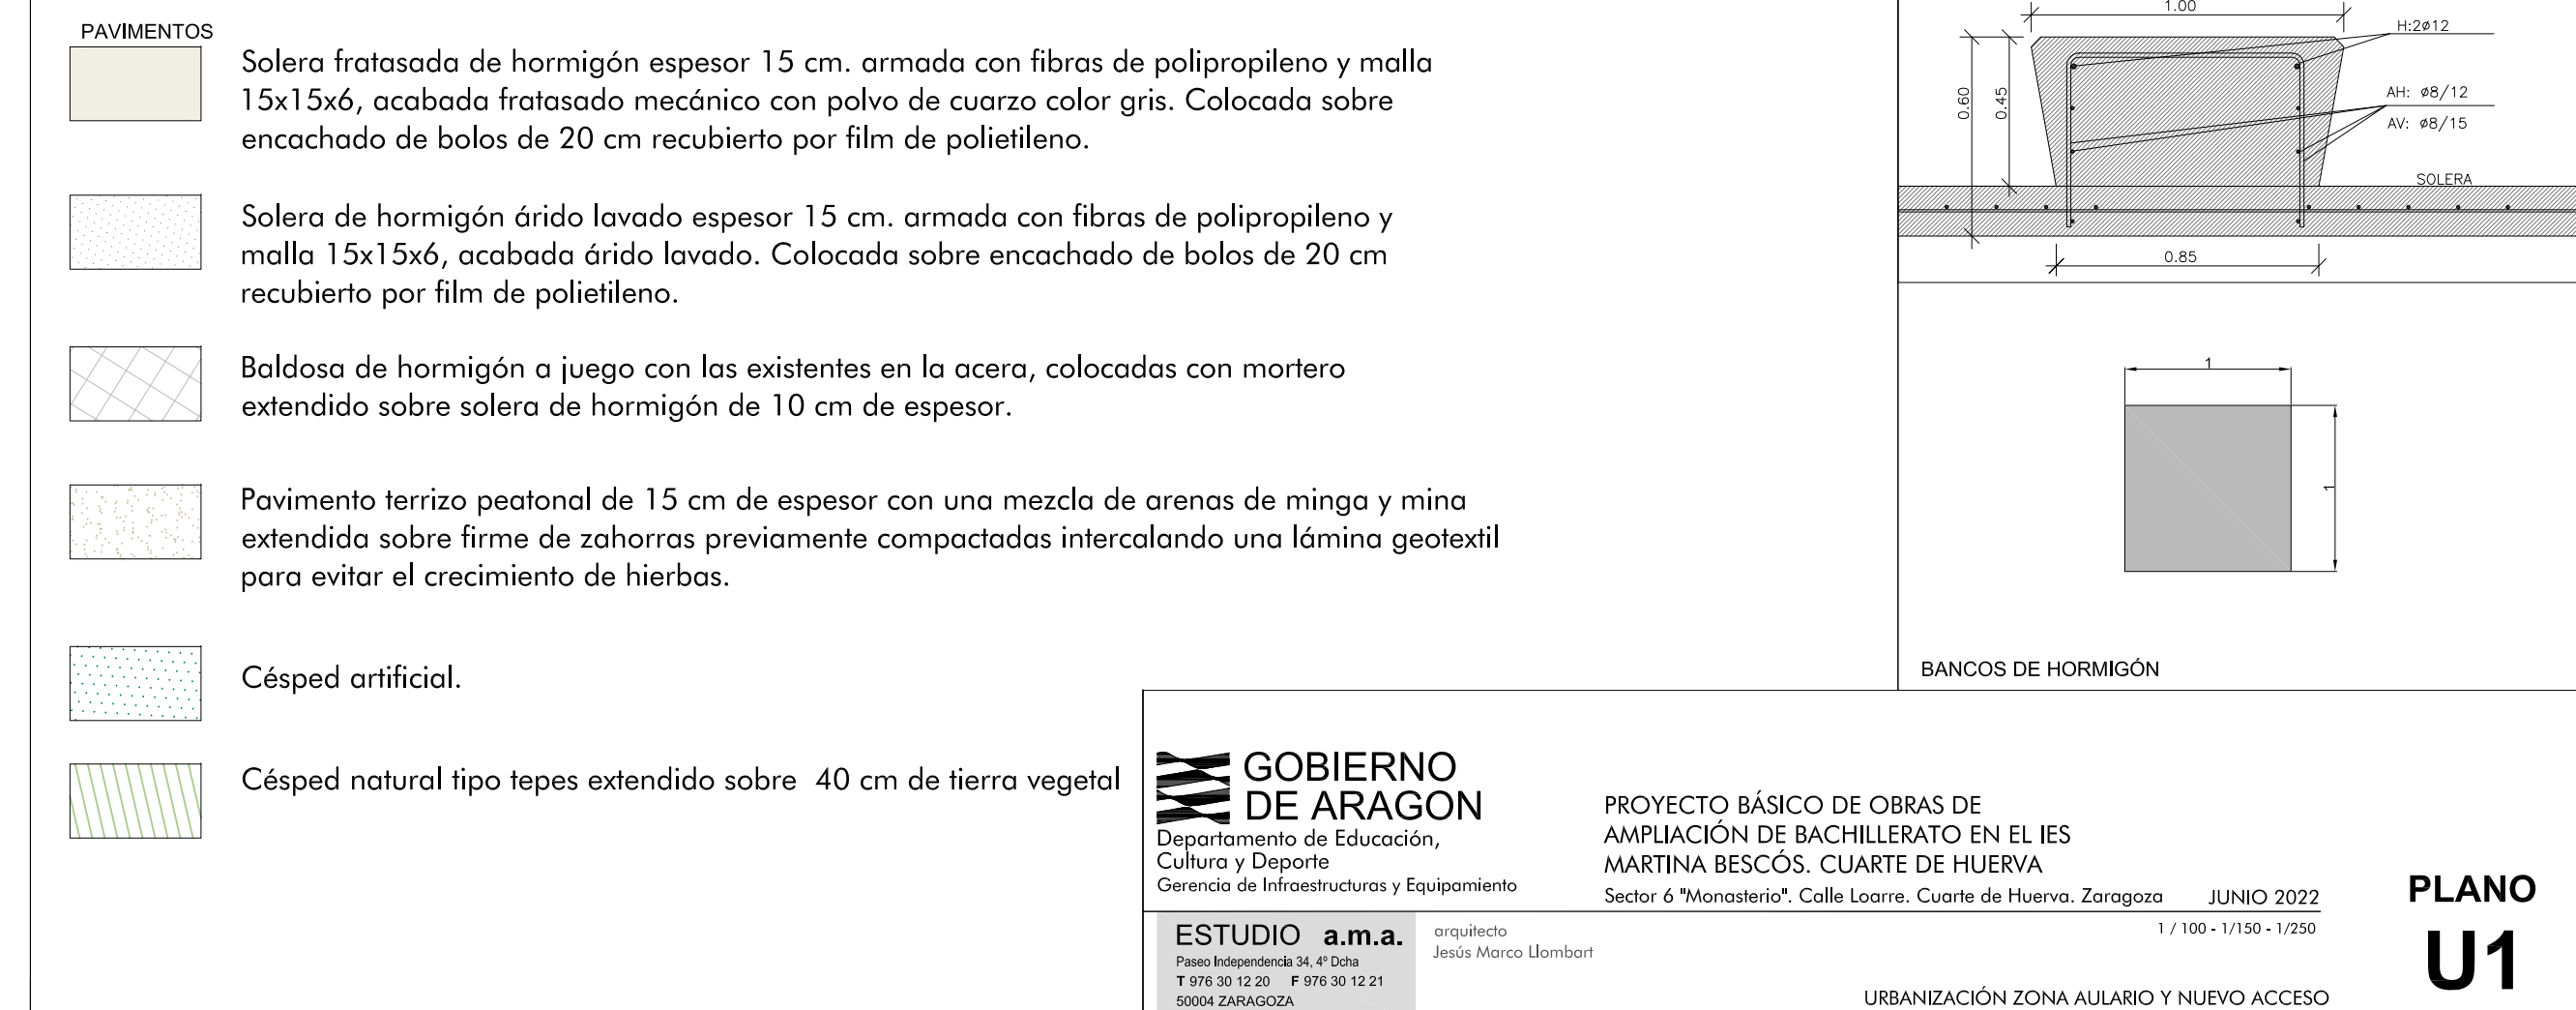 PAVIMENTOS
Solera fratasada de hormigón espesor 15 cm. armada con fibras de polipropileno y malla
15x15x6, acabada fratasado mecánico con polvo de cuarzo color gris. Colocada sobre
encachado de bolos de 20 cm recubierto por film de polietileno.
Solera de hormigón árido lavado espesor 15 cm. armada con fibras de polipropileno y
malla 15x15x6, acabada árido lavado. Colocada sobre encachado de bolos de 20 cm
recubierto por film de polietileno.
Baldosa de hormigón a juego con las existentes en la acera, colocadas con mortero
extendido sobre solera de hormigón de 10 cm de espesor.
Pavimento terrizo peatonal de 15 cm de espesor con una mezcla de arenas de minga y mina
extendida sobre firme de zahorras previamente compactadas intercalando una lámina geotextil
para evitar el crecimiento de hierbas.
Césped artificial.
Césped natural tipo tepes extendido sobre 40 cm de tierra vegetal
1.00
H:2ø12
0.60
0.45
AH: ø8/12
AV: ø8/15
SOLERA
0.85
1
1
BANCOS DE HORMIGÓN
GOBIERNO
DE ARAGON
Departamento de Educación,
Cultura y Deporte
Gerencia de Infraestructuras y Equipamiento
PROYECTO BÁSICO DE OBRAS DE
AMPLIACIÓN DE BACHILLERATO EN EL IES
MARTINA BESCÓS. CUARTE DE HUERVA
Sector 6 "Monasterio". Calle Loarre. Cuarte de Huerva. Zaragoza
JUNIO 2022
ESTUDIO a.m.a.
Paseo Independencia 34, 4º Dcha
T 976 30 12 20 F 976 30 12 21
50004 ZARAGOZA
arquitecto
Jesús Marco Llombart
1 / 100 - 1/150 - 1/250
URBANIZACIÓN ZONA AULARIO Y NUEVO ACCESO
PLANO
U1